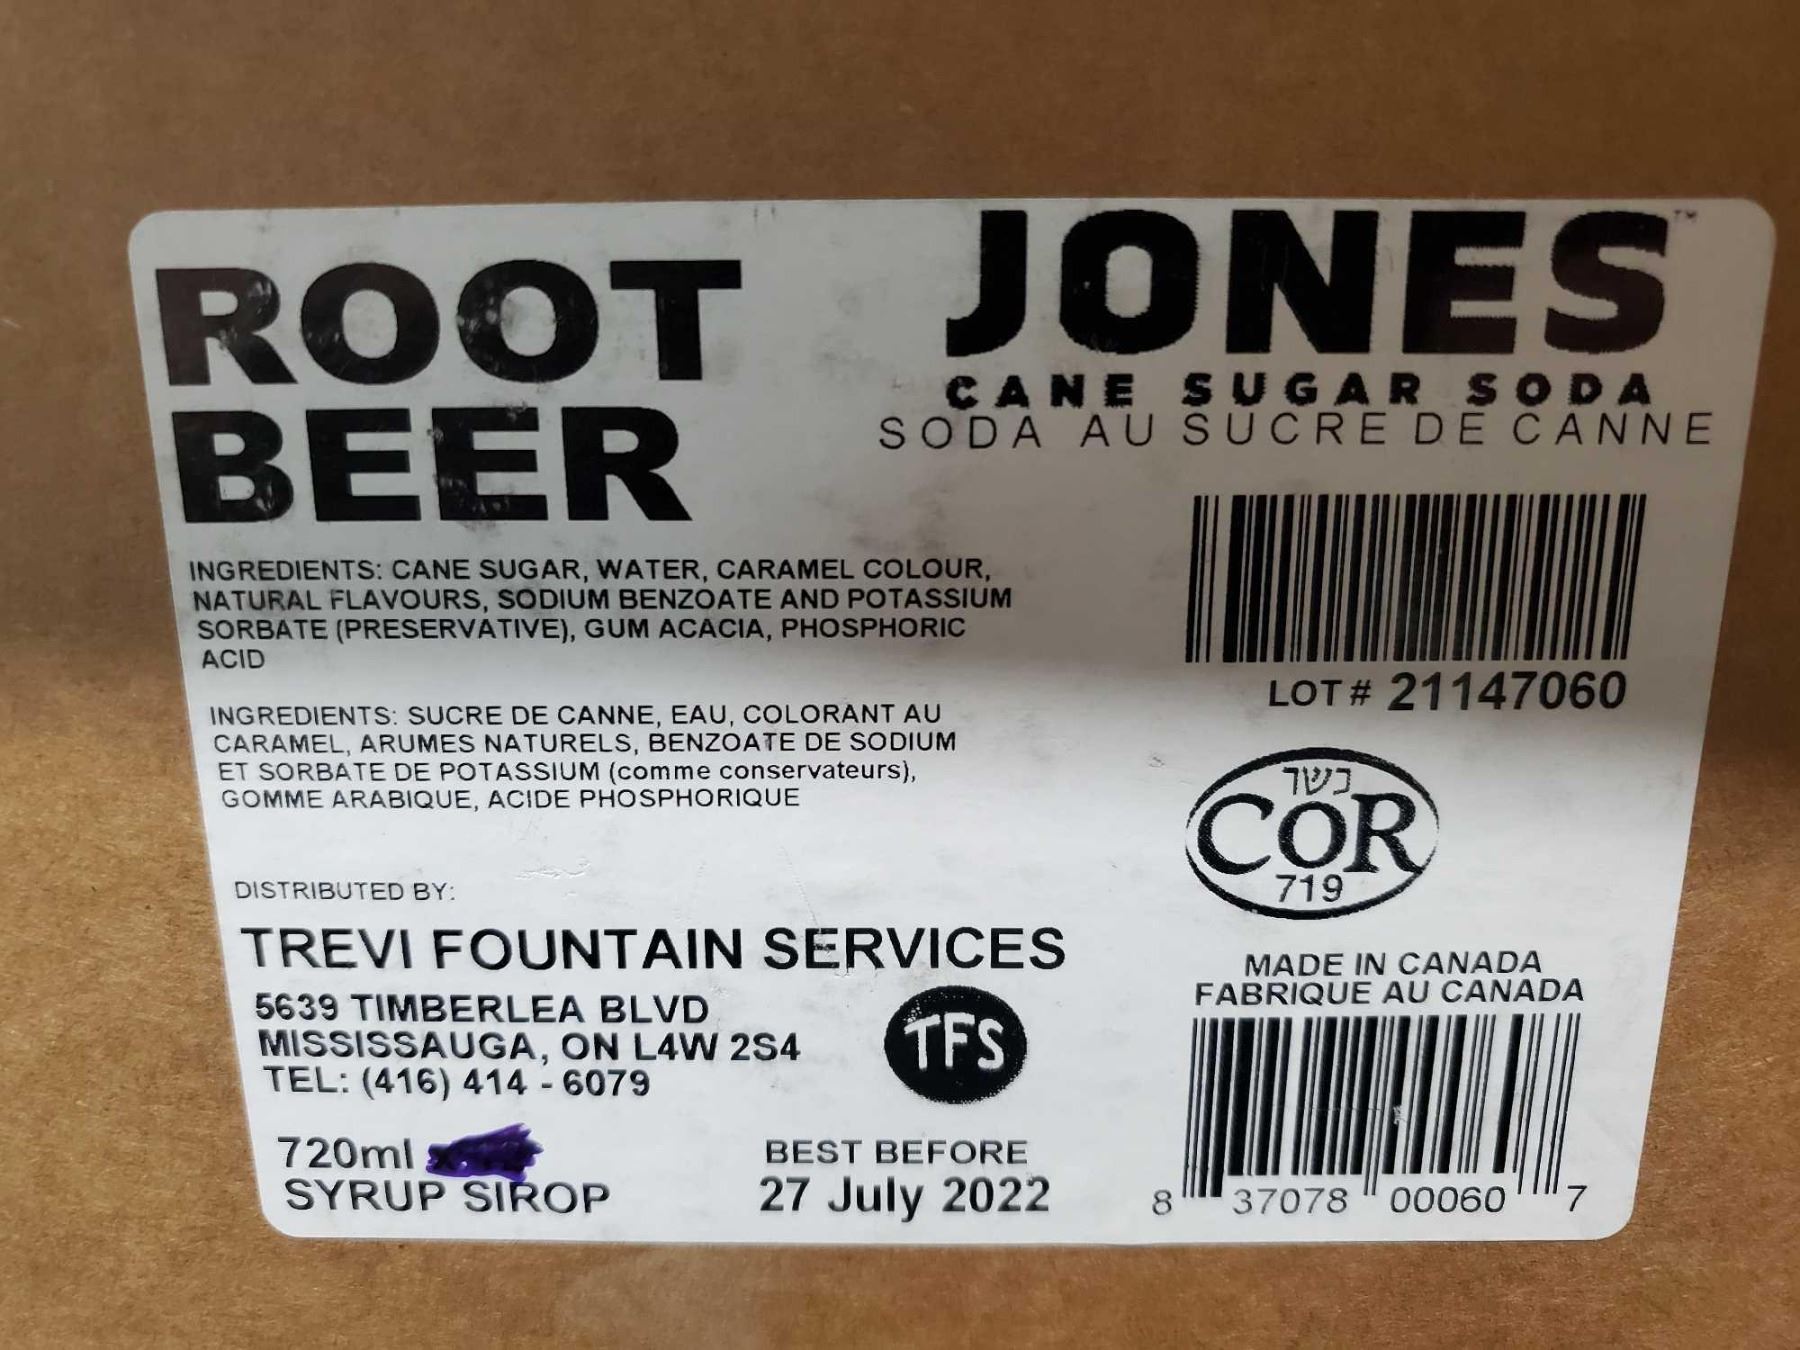 ROOT
BEER
JONES™
CANE SUGAR SODA
SODA AU SUCRE DE CANNE
INGREDIENTS: CANE SUGAR, WATER, CARAMEL COLOUR,
NATURAL FLAVOURS, SODIUM BENZOATE AND POTASSIUM
SORBATE (PRESERVATIVE), GUM ACACIA, PHOSPHORIC
ACID
INGREDIENTS: SUCRE DE CANNE, EAU, COLORANT AU
CARAMEL, ARUMES NATURELS, BENZOATE DE SODIUM
ET SORBATE DE POTASSIUM (comme conservateurs),
GOMME ARABIQUE, ACIDE PHOSPHORIQUE
LOT# 21147060
כשר
COR
719
DISTRIBUTED BY:
TREVI FOUNTAIN SERVICES
5639 TIMBERLEA BLVD
MISSISSAUGA, ON L4W 2S4
TEL: (416) 414 - 6079
TFS
MADE IN CANADA
FABRIQUE AU CANADA
720ml
SYRUP SIROP
BEST BEFORE
27 July 2022
8 37078 00060 7